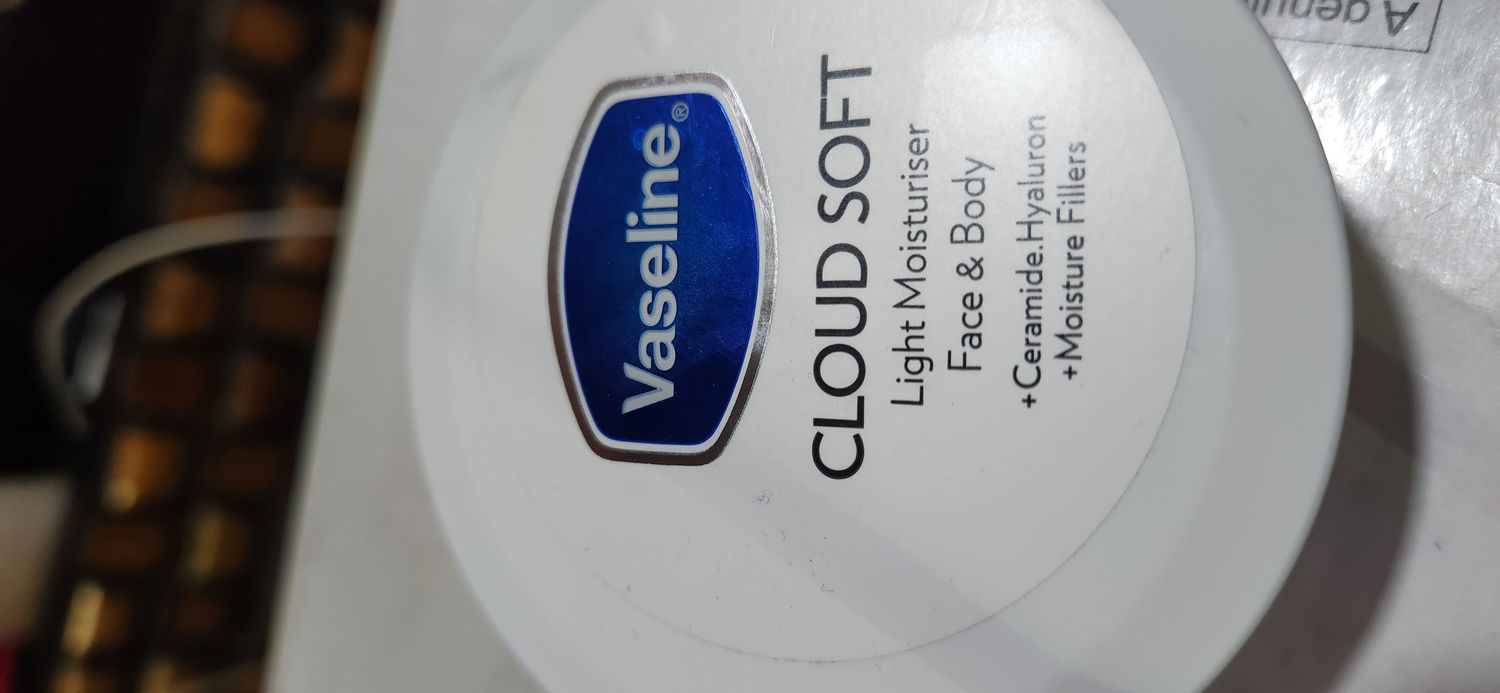 Vaseline®
CLOUD SOFT
Light Moisturiser
Face & Body
+Ceramide.Hyaluron
+Moisture Fillers
A